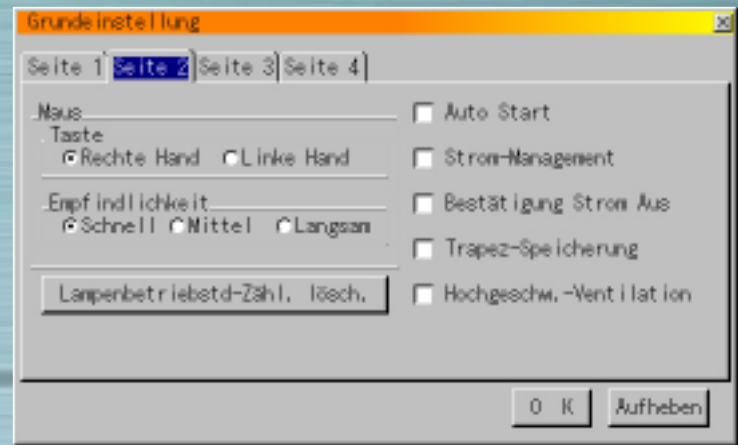 Grundeinstellung
Seite 1 Seite 2 Seite 3 Seite 4
Maus
Taste
Rechte Hand Linke Hand
Empfindlichkeit
Schnell Mittel Langsam
Lampenbetriebstd-Zähl. lösch.
Auto Start
Strom-Management
Bestätigung Strom Aus
Trapez-Speicherung
Hochgeschw.-Ventilation
O K Aufheben